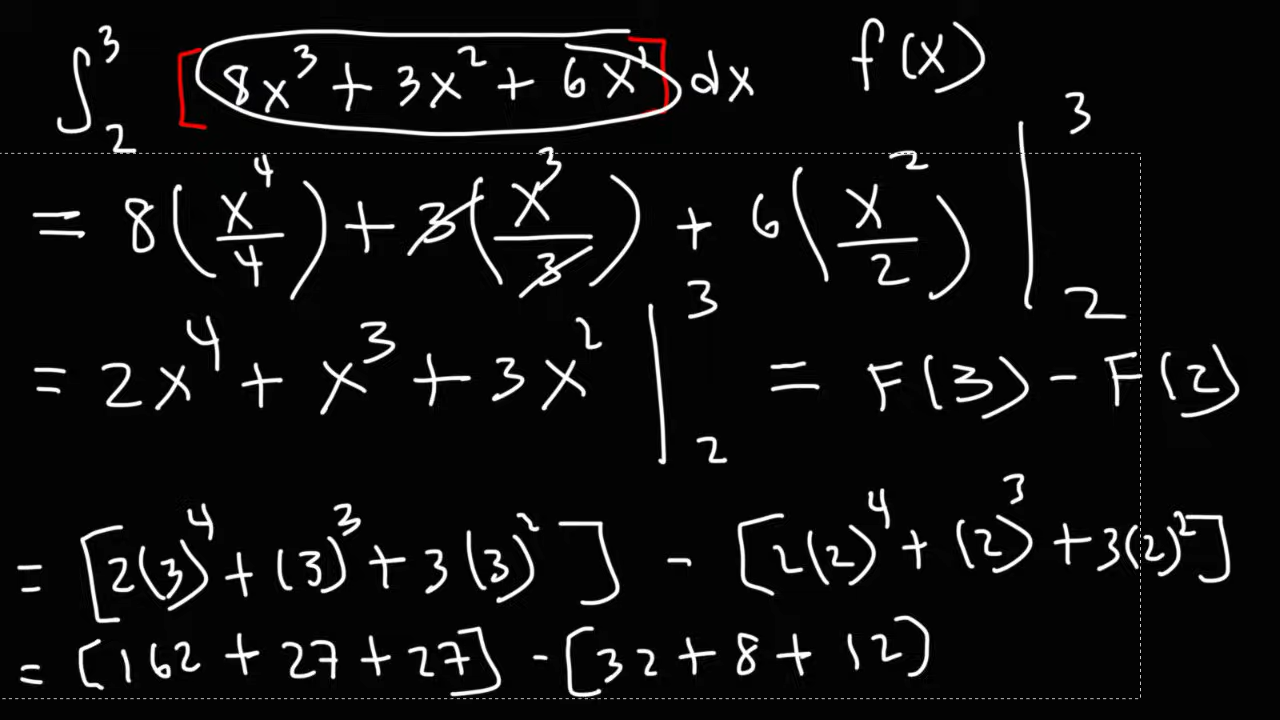 ∫₂³ [8x³ + 3x² + 6x¹] dx f(x)
= 8(x⁴/4) + 3(x³/3) + 6(x²/2) |₂³
= 2x⁴ + x³ + 3x² |₂³ = F(3) - F(2)
= [2(3)⁴ + (3)³ + 3(3)²] - [2(2)⁴ + (2)³ + 3(2)²]
= [162 + 27 + 27] - [32 + 8 + 12]